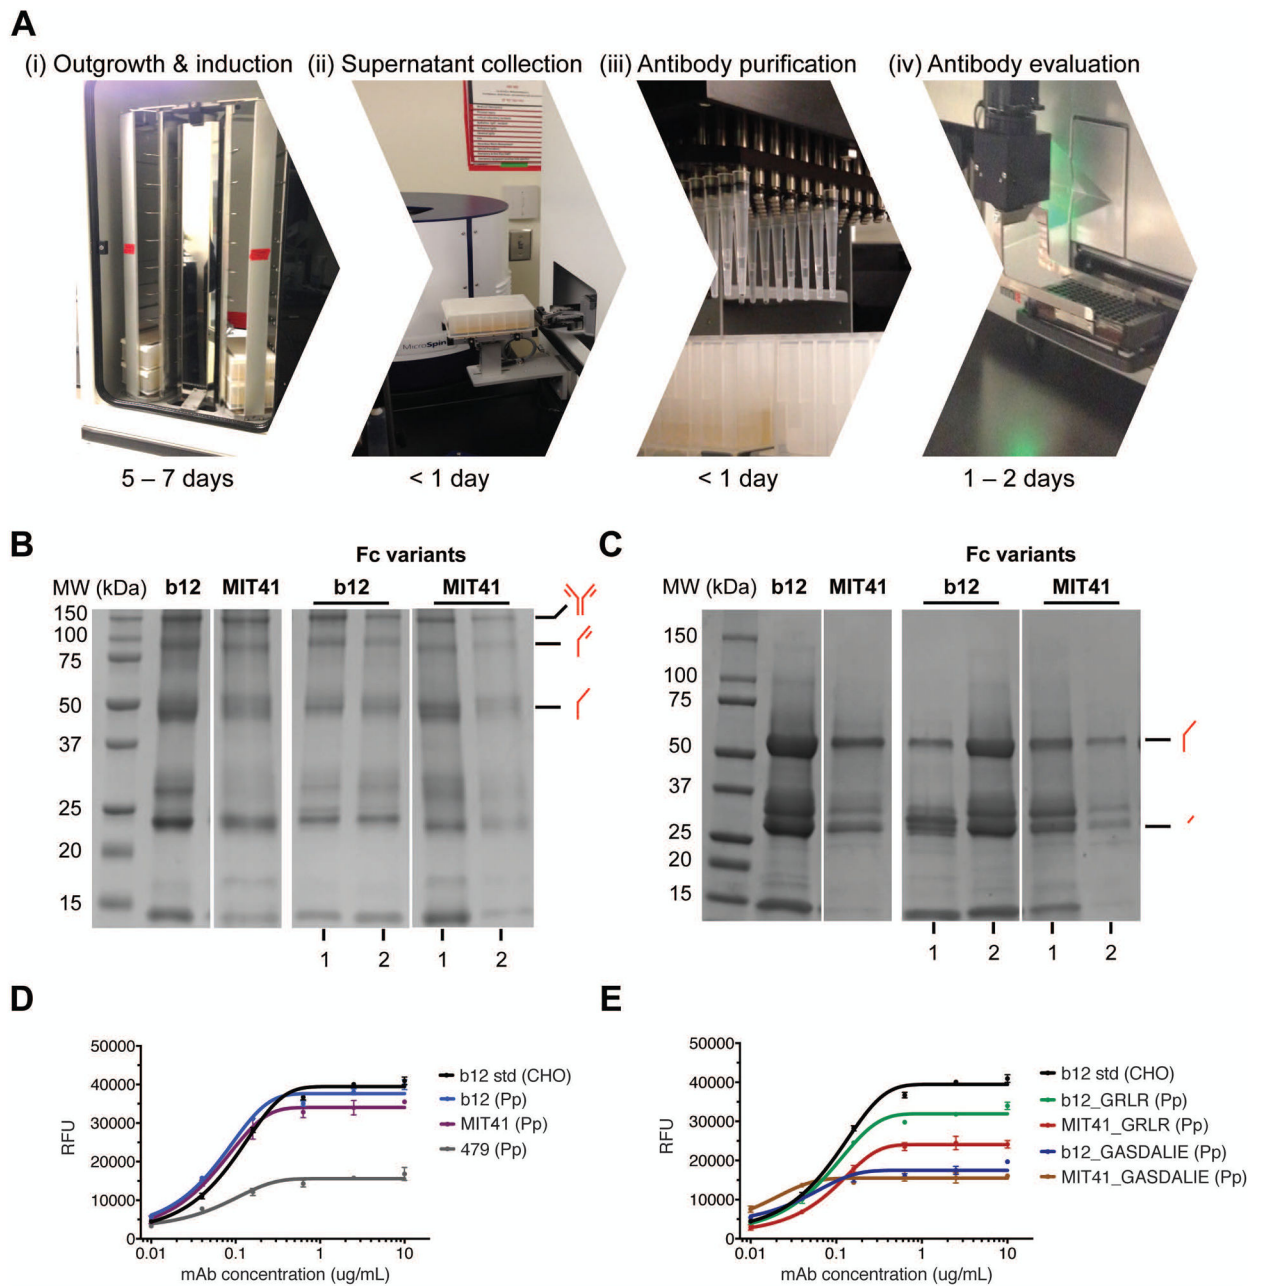 A
(i) Outgrowth & induction
(ii) Supernatant collection
(iii) Antibody purification
(iv) Antibody evaluation
MicroSpin
5 – 7 days
< 1 day
< 1 day
1 – 2 days
B
Fc variants
MW (kDa) b12 MIT41 b12 MIT41
150
100
75
50
37
25
20
15
1 2 1 2
C
Fc variants
MW (kDa) b12 MIT41 b12 MIT41
150
100
75
50
37
25
20
15
1 2 1 2
D
RFU
50000
40000
30000
20000
10000
0
0.01 0.1 1 10
mAb concentration (ug/mL)
b12 std (CHO)
b12 (Pp)
MIT41 (Pp)
479 (Pp)
E
RFU
50000
40000
30000
20000
10000
0
0.01 0.1 1 10
mAb concentration (ug/mL)
b12 std (CHO)
b12_GRLR (Pp)
MIT41_GRLR (Pp)
b12_GASDALIE (Pp)
MIT41_GASDALIE (Pp)